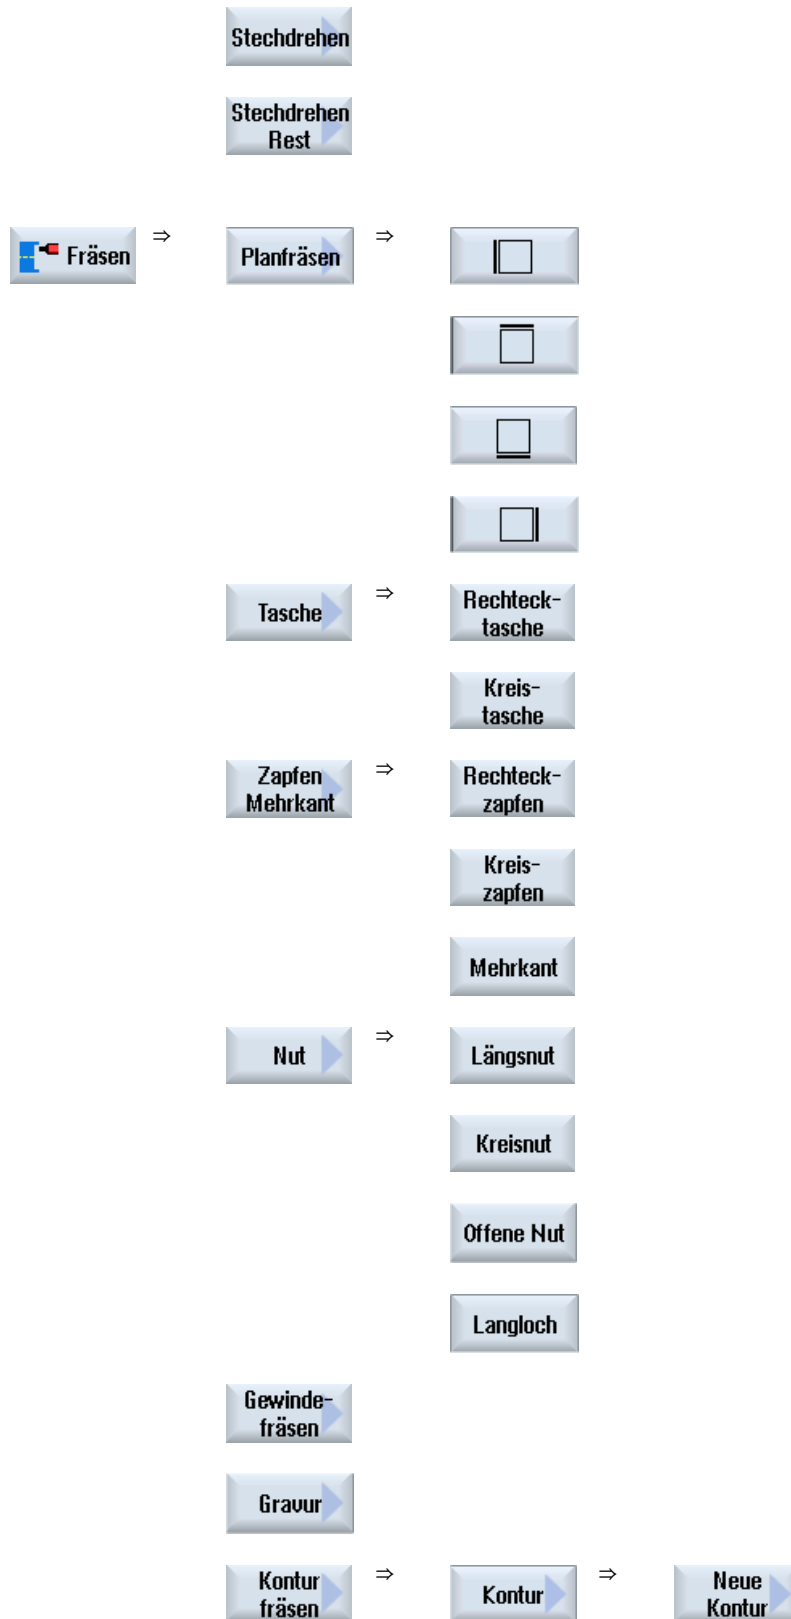 Stechdrehen
Stechdrehen
Rest
Fräsen ⇒ Planfräsen ⇒
Tasche ⇒ Rechteck-
tasche
Kreis-
tasche
Zapfen
Mehrkant ⇒ Rechteck-
zapfen
Kreis-
zapfen
Mehrkant
Nut ⇒ Längsnut
Kreisnut
Offene Nut
Langloch
Gewinde-
fräsen
Gravur
Kontur
fräsen ⇒ Kontur ⇒ Neue
Kontur